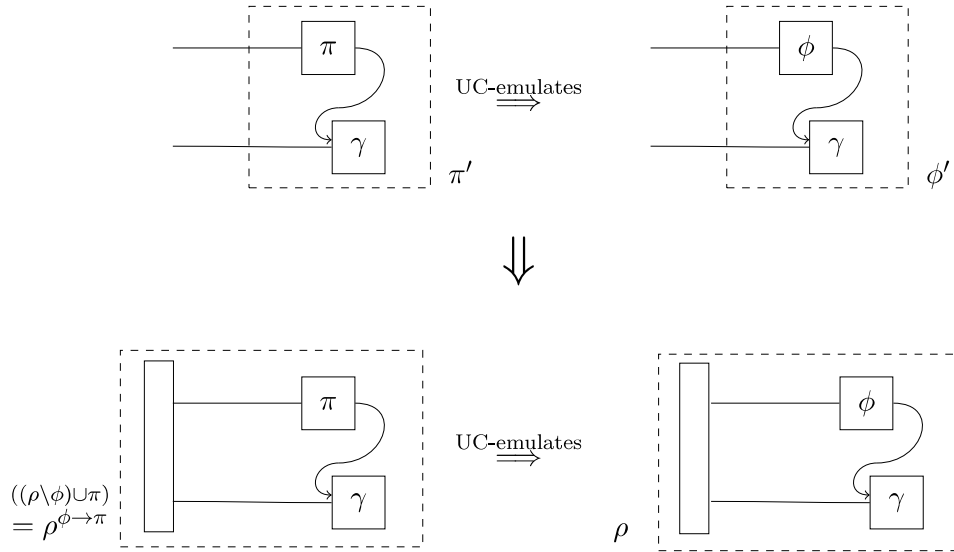 π
φ
UC-emulates
⟹
γ
γ
π′
φ′
⇓
π
φ
UC-emulates
⟹
((ρ\φ)∪π)
= ρ^{φ→π}
γ
ρ
γ